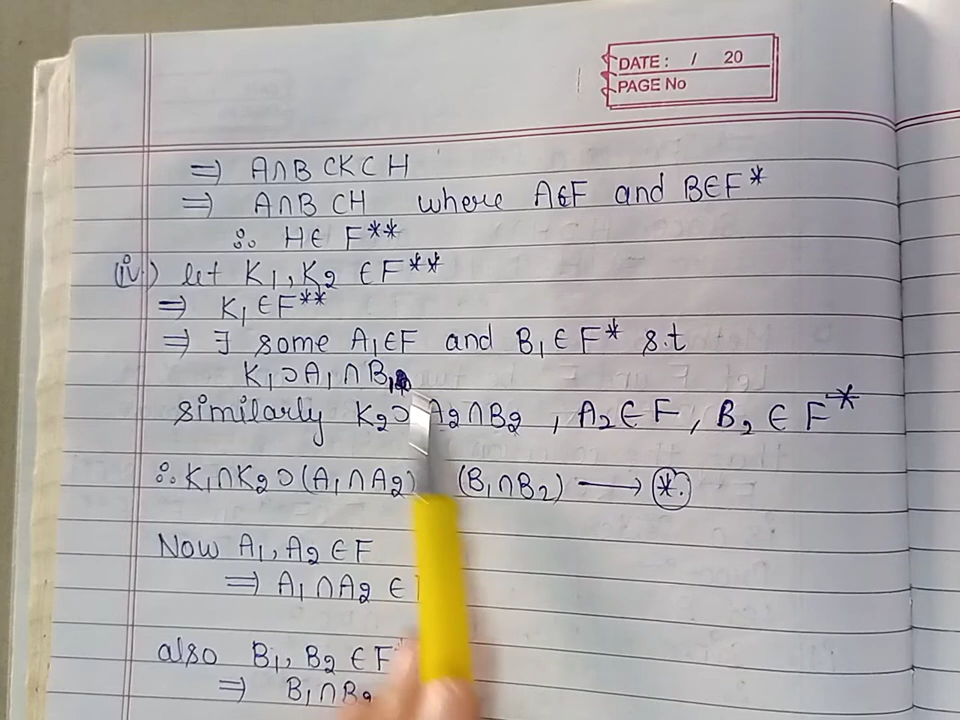 DATE : / 20
PAGE No
⇒ A∩B ⊂ K ⊂ H
⇒ A∩B ⊂ H where A∈F and B∈F*
∴ H∈ F**
(iv) let K₁, K₂ ∈ F**
⇒ K₁∈F**
⇒ ∃ some A₁∈F and B₁∈F* s.t
K₁⊃A₁∩B₁
similarly K₂⊃A₂∩B₂ , A₂∈F, B₂∈F*
∴ K₁∩K₂⊃(A₁∩A₂) (B₁∩B₂) ⟶ (*)
Now A₁, A₂ ∈F
⇒ A₁∩A₂ ∈
also B₁, B₂ ∈ F
⇒ B₁∩B₂